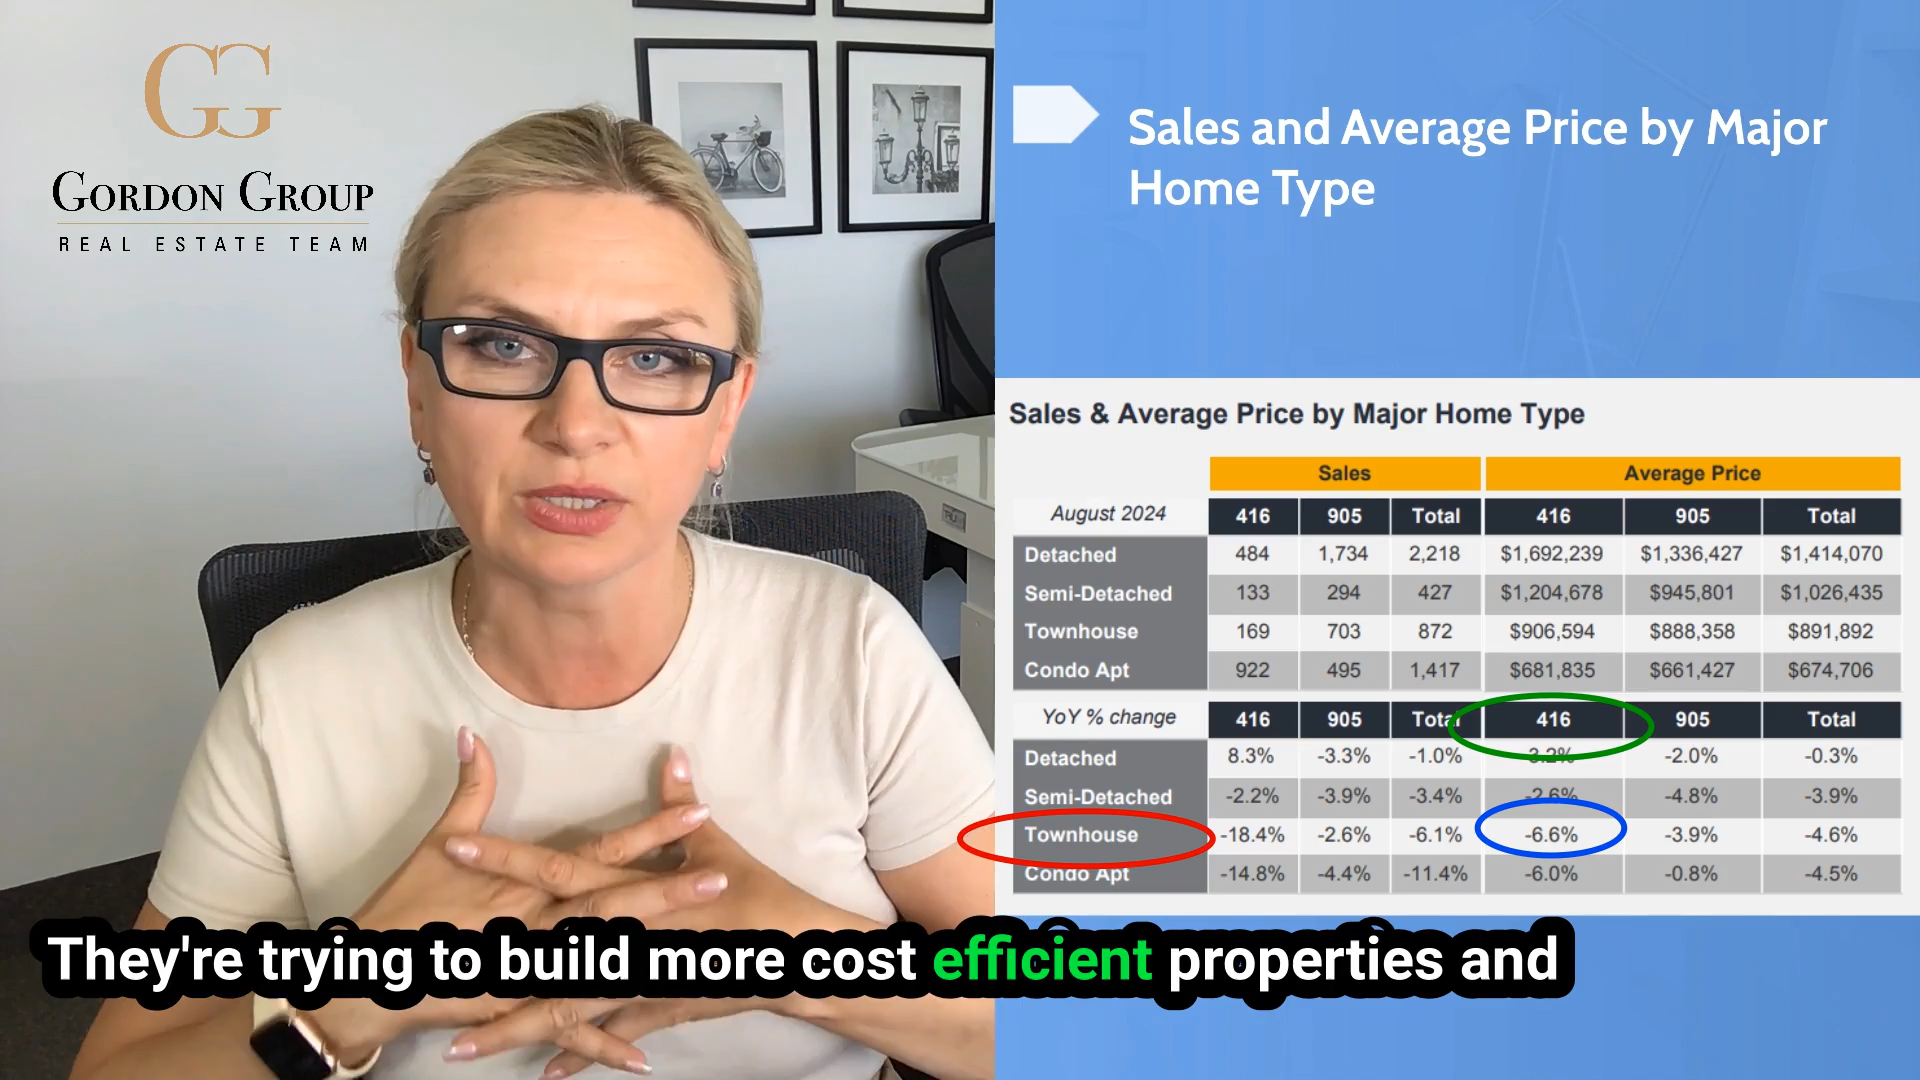 GG
GORDON GROUP
REAL ESTATE TEAM
Sales and Average Price by Major
Home Type
Sales & Average Price by Major Home Type
Sales Average Price
August 2024 416 905 Total 416 905 Total
Detached 484 1,734 2,218 $1,692,239 $1,336,427 $1,414,070
Semi-Detached 133 294 427 $1,204,678 $945,801 $1,026,435
Townhouse 169 703 872 $906,594 $888,358 $891,892
Condo Apt 922 495 1,417 $681,835 $661,427 $674,706
YoY % change 416 905 Total 416 905 Total
Detached 8.3% -3.3% -1.0% 3.2% -2.0% -0.3%
Semi-Detached -2.2% -3.9% -3.4% -2.6% -4.8% -3.9%
Townhouse -18.4% -2.6% -6.1% -6.6% -3.9% -4.6%
Condo Apt -14.8% -4.4% -11.4% -6.0% -0.8% -4.5%
They're trying to build more cost efficient properties and